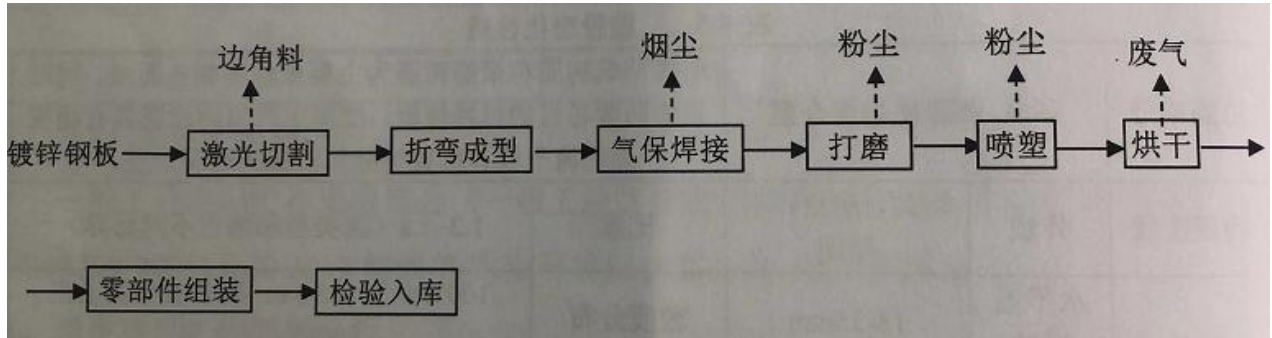 边角料 烟尘 粉尘 粉尘 废气
镀锌钢板 激光切割 折弯成型 气保焊接 打磨 喷塑 烘干
零部件组装 检验入库